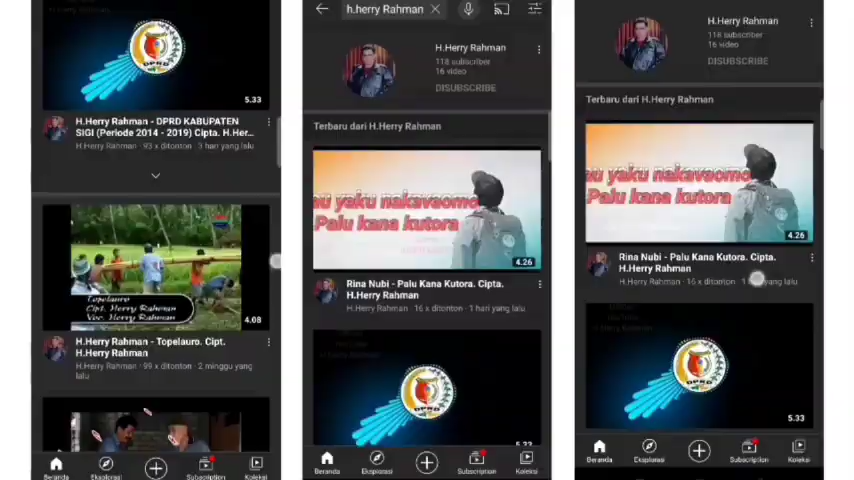 5.33
H.Herry Rahman - DPRD KABUPATEN
SIGI (Periode 2014 - 2019) Cipta. H.Her...
H.Herry Rahman · 93 x ditonton · 3 hari yang lalu
Topelauro
Cipt. Herry Rahman
Voc. Herry Rahman
4.08
H.Herry Rahman - Topelauro. Cipt.
H.Herry Rahman
H.Herry Rahman · 99 x ditonton · 2 minggu yang
lalu
Beranda
Eksplorasi
Subscription
Koleksi
h.herry Rahman
H.Herry Rahman
118 subscriber
16 video
DISUBSCRIBE
Terbaru dari H.Herry Rahman
au yaku nakavaomo
Palu kana kutora
4.26
Rina Nubi - Palu Kana Kutora. Cipta.
H.Herry Rahman
H.Herry Rahman · 16 x ditonton · 1 hari yang lalu
DPRD
5.33
Beranda
Eksplorasi
Subscription
Koleksi
H.Herry Rahman
118 subscriber
16 video
DISUBSCRIBE
Terbaru dari H.Herry Rahman
au yaku nakavaomo
Palu kana kutora
4.26
Rina Nubi - Palu Kana Kutora. Cipta.
H.Herry Rahman
H.Herry Rahman · 16 x ditonton · 1 hari yang lalu
DPRD
5.33
Beranda
Eksplorasi
Subscription
Koleksi